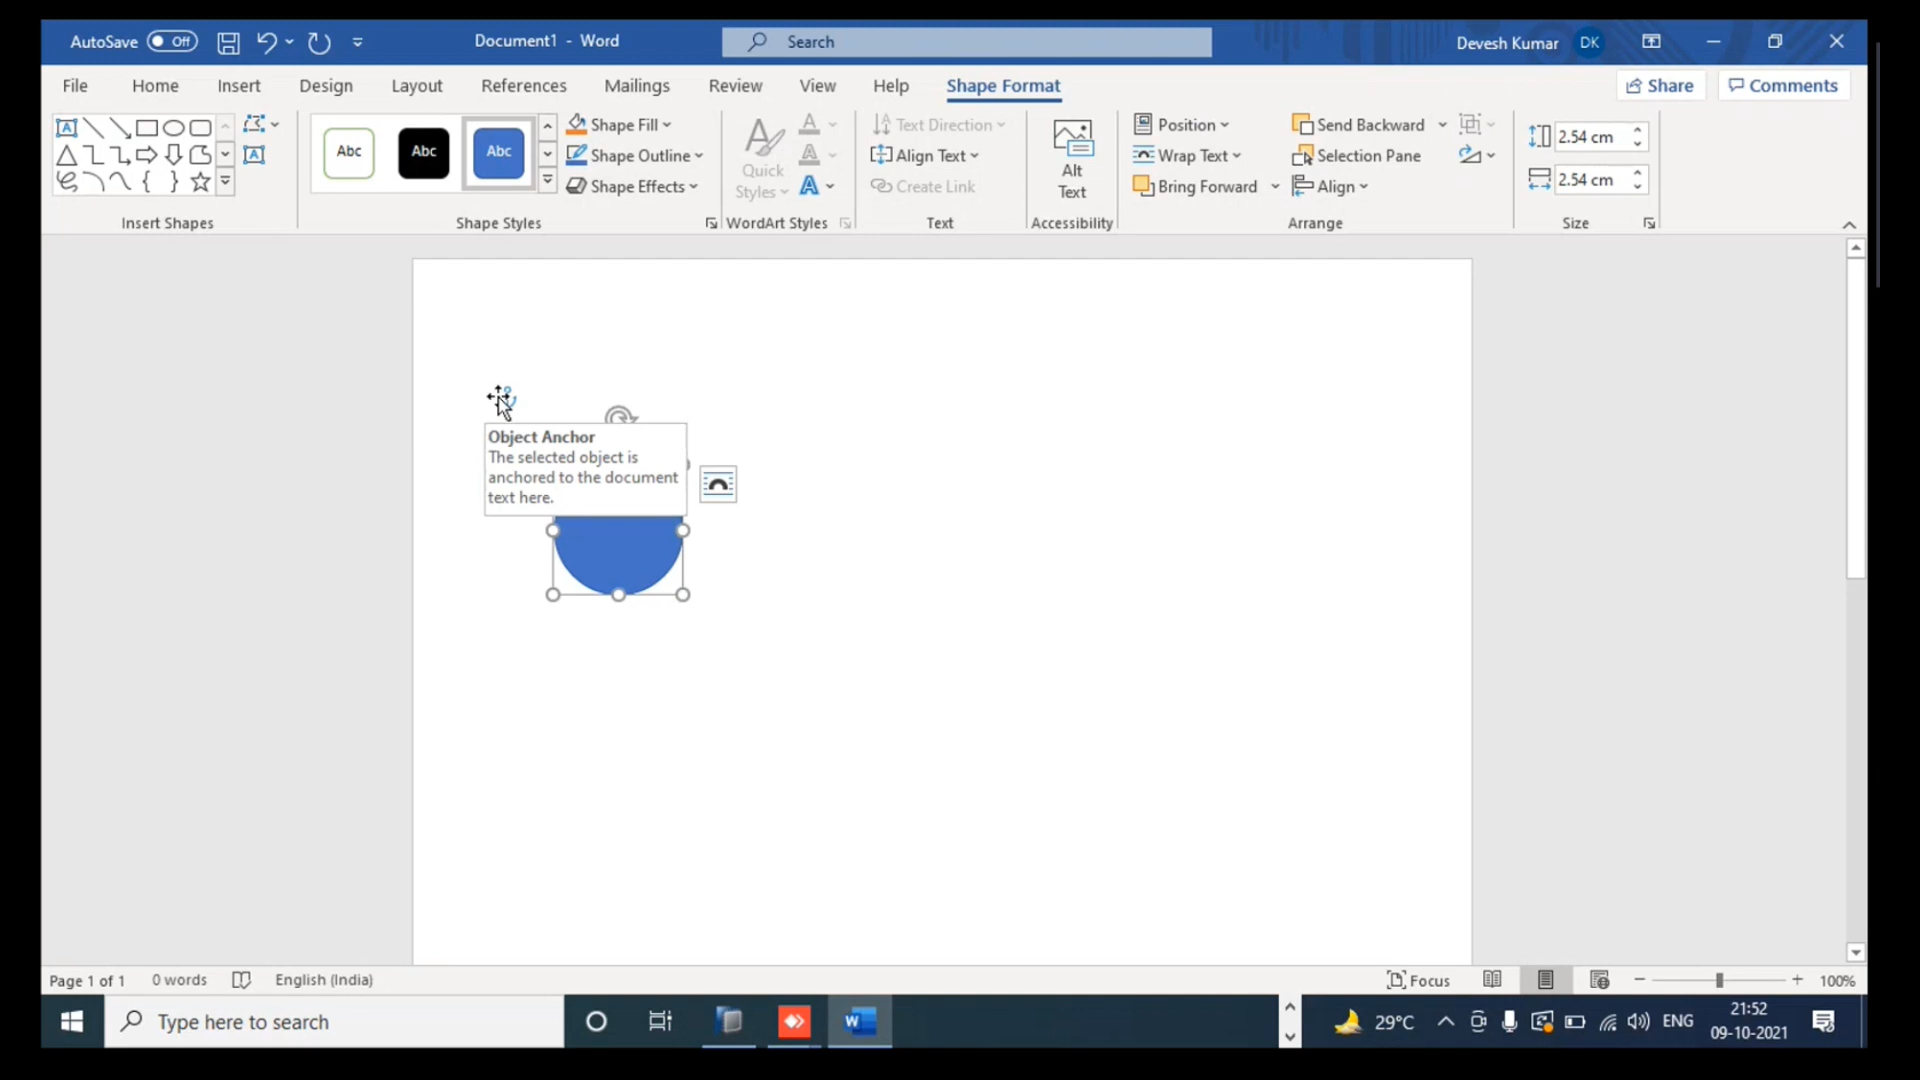 AutoSave Off Document1 - Word Search Devesh Kumar DK
File Home Insert Design Layout References Mailings Review View Help Shape Format Share Comments
Abc Abc Abc
Shape Fill
Shape Outline
Shape Effects
Quick
Styles
Text Direction
Align Text
Create Link
Alt
Text
Position
Wrap Text
Bring Forward
Send Backward
Selection Pane
Align
2.54 cm
2.54 cm
Insert Shapes Shape Styles WordArt Styles Text Accessibility Arrange Size
Object Anchor
The selected object is
anchored to the document
text here.
Page 1 of 1 0 words English (India) Focus 100%
Type here to search 29°C ENG 21:52
09-10-2021